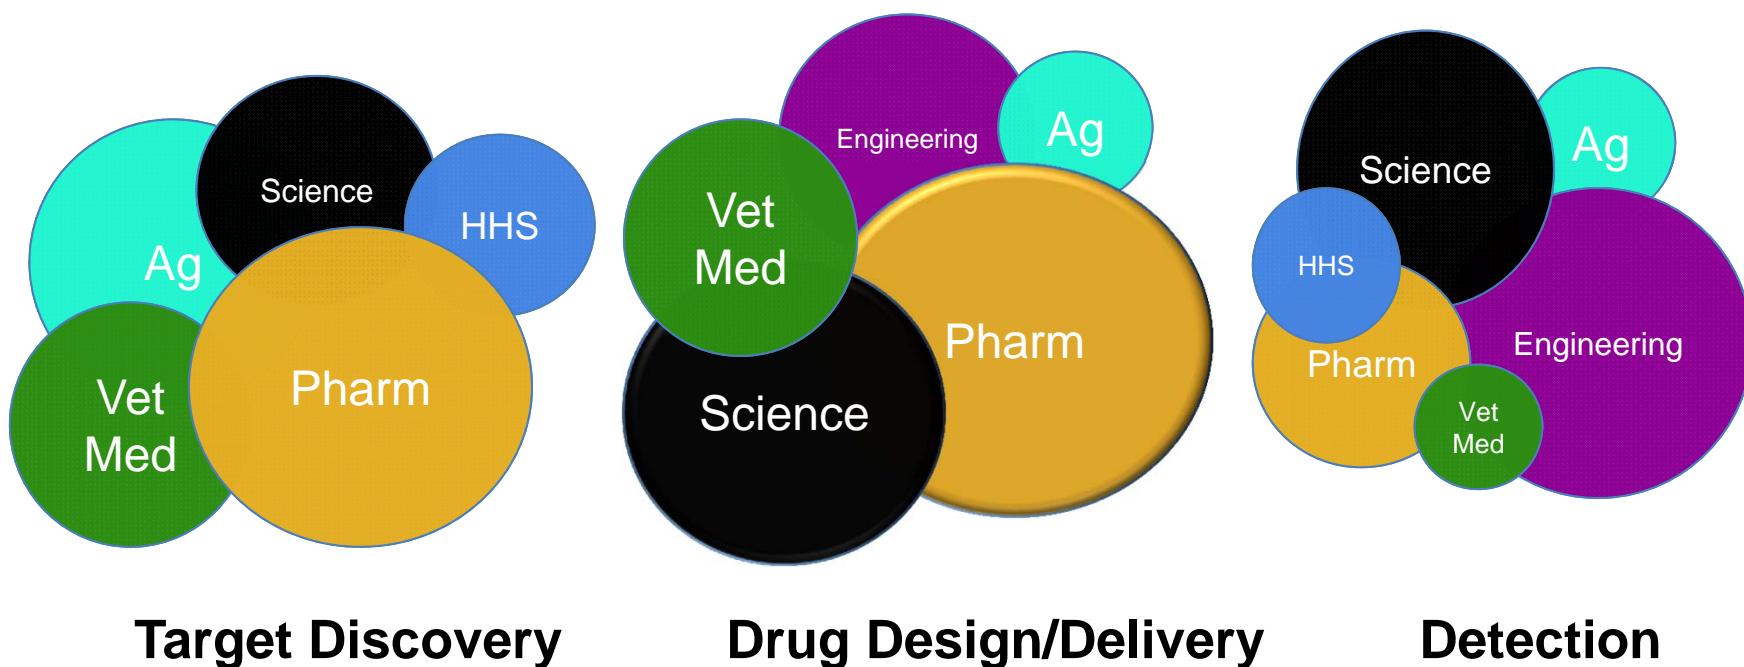 Science
HHS
Ag
Vet
Med
Pharm
Target Discovery
Engineering
Ag
Vet
Med
Pharm
Science
Drug Design/Delivery
Science
Ag
HHS
Engineering
Pharm
Vet
Med
Detection